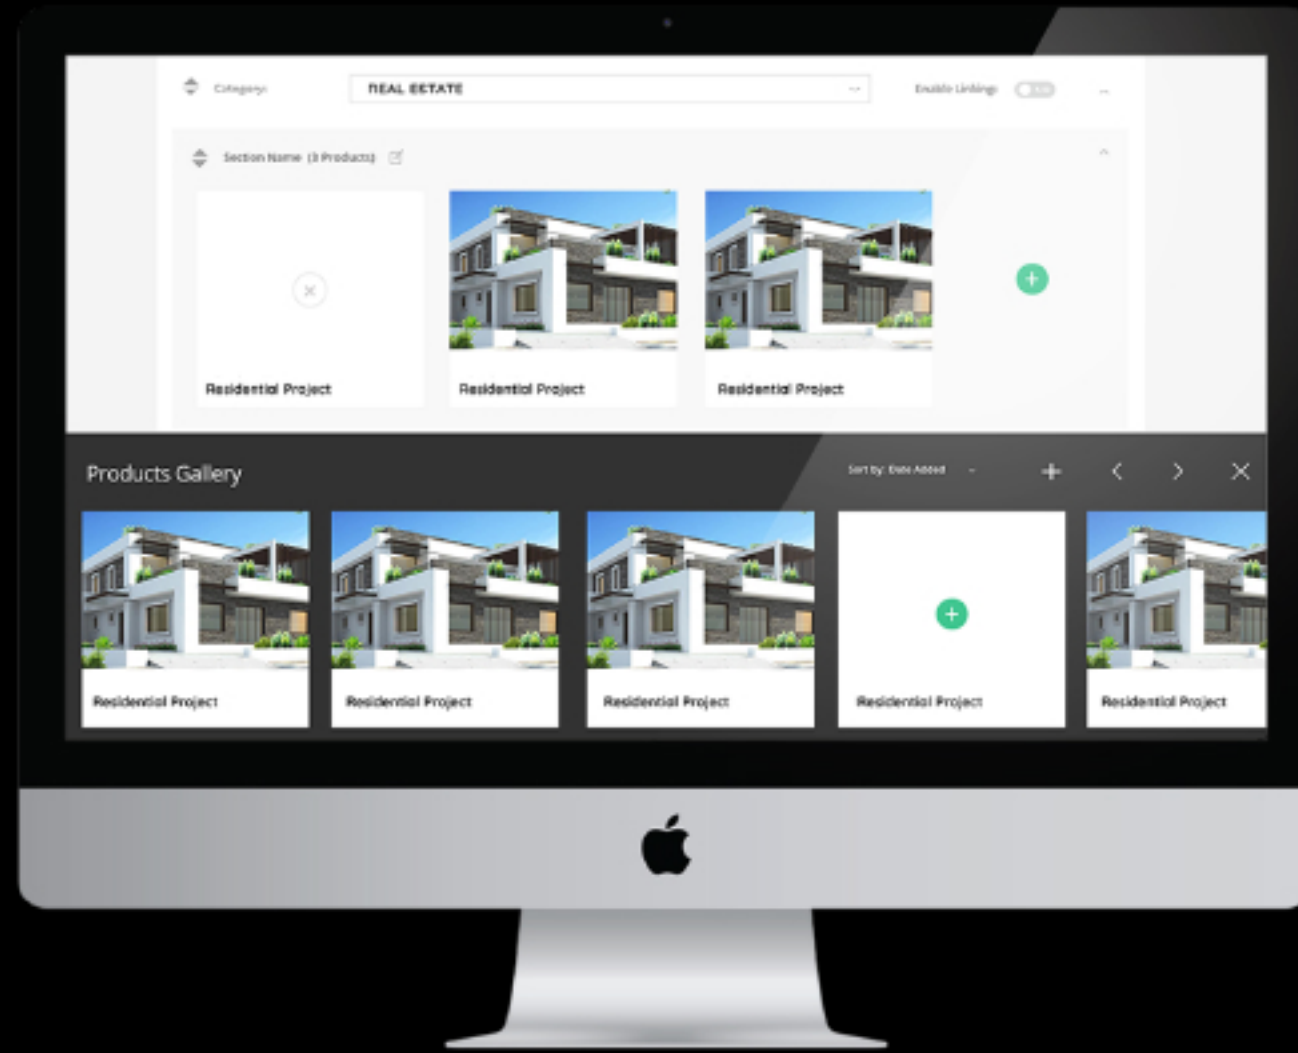 Category:
REAL ESTATE
Enable Linking:
Section Name (3 Products)
Residential Project
Residential Project
Residential Project
Products Gallery
Sort by: Date Added
Residential Project
Residential Project
Residential Project
Residential Project
Residential Project